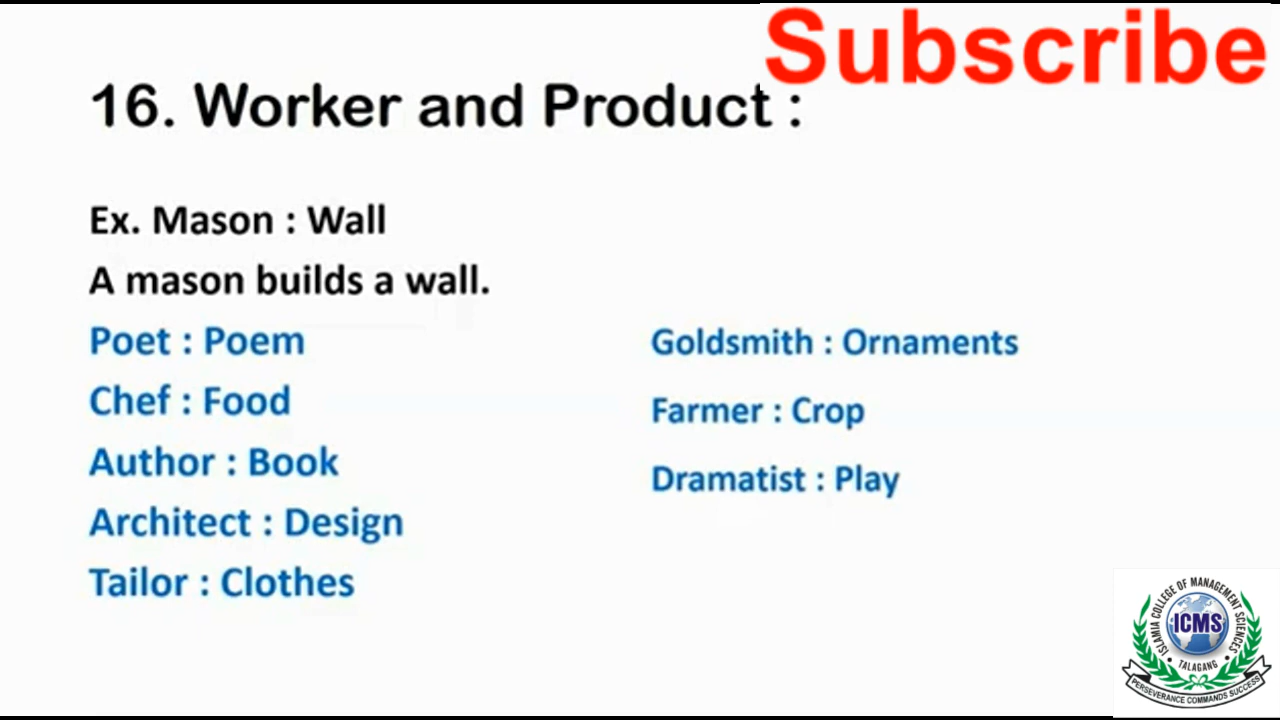 Subscribe
16. Worker and Product :
Ex. Mason : Wall
A mason builds a wall.
Poet : Poem
Chef : Food
Author : Book
Architect : Design
Tailor : Clothes
Goldsmith : Ornaments
Farmer : Crop
Dramatist : Play
ISLAMIA COLLEGE OF MANAGEMENT SCIENCES
ICMS
TALAGANG
PERSEVERANCE COMMANDS SUCCESS